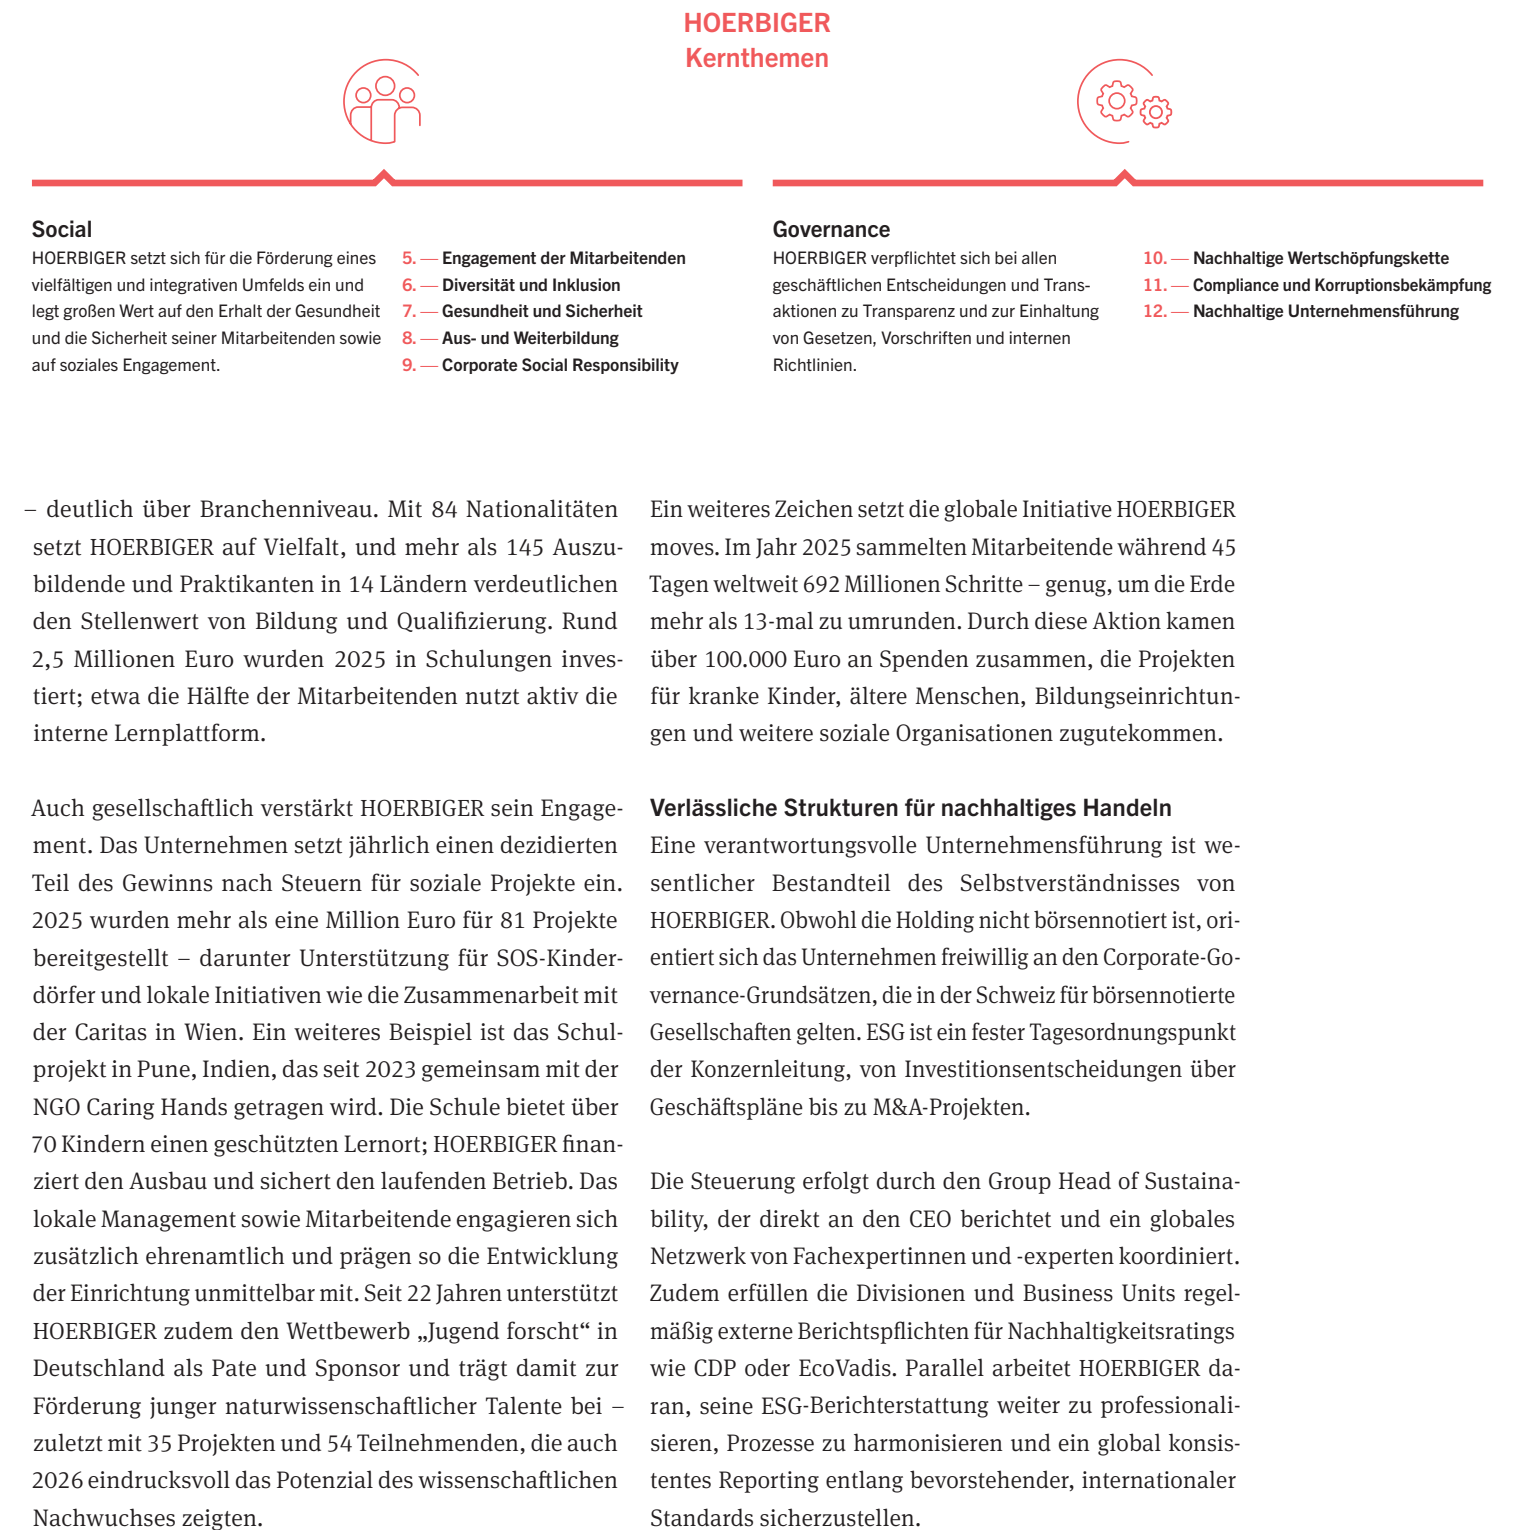 HOERBIGER
Kernthemen
Social
HOERBIGER setzt sich für die Förderung eines
vielfältigen und integrativen Umfelds ein und
legt großen Wert auf den Erhalt der Gesundheit
und die Sicherheit seiner Mitarbeitenden sowie
auf soziales Engagement.
5. — Engagement der Mitarbeitenden
6. — Diversität und Inklusion
7. — Gesundheit und Sicherheit
8. — Aus- und Weiterbildung
9. — Corporate Social Responsibility
Governance
HOERBIGER verpflichtet sich bei allen
geschäftlichen Entscheidungen und Trans-
aktionen zu Transparenz und zur Einhaltung
von Gesetzen, Vorschriften und internen
Richtlinien.
10. — Nachhaltige Wertschöpfungskette
11. — Compliance und Korruptionsbekämpfung
12. — Nachhaltige Unternehmensführung
– deutlich über Branchenniveau. Mit 84 Nationalitäten
setzt HOERBIGER auf Vielfalt, und mehr als 145 Auszu-
bildende und Praktikanten in 14 Ländern verdeutlichen
den Stellenwert von Bildung und Qualifizierung. Rund
2,5 Millionen Euro wurden 2025 in Schulungen inves-
tiert; etwa die Hälfte der Mitarbeitenden nutzt aktiv die
interne Lernplattform.
Auch gesellschaftlich verstärkt HOERBIGER sein Engage-
ment. Das Unternehmen setzt jährlich einen dezidierten
Teil des Gewinns nach Steuern für soziale Projekte ein.
2025 wurden mehr als eine Million Euro für 81 Projekte
bereitgestellt – darunter Unterstützung für SOS-Kinder-
dörfer und lokale Initiativen wie die Zusammenarbeit mit
der Caritas in Wien. Ein weiteres Beispiel ist das Schul-
projekt in Pune, Indien, das seit 2023 gemeinsam mit der
NGO Caring Hands getragen wird. Die Schule bietet über
70 Kindern einen geschützten Lernort; HOERBIGER finan-
ziert den Ausbau und sichert den laufenden Betrieb. Das
lokale Management sowie Mitarbeitende engagieren sich
zusätzlich ehrenamtlich und prägen so die Entwicklung
der Einrichtung unmittelbar mit. Seit 22 Jahren unterstützt
HOERBIGER zudem den Wettbewerb „Jugend forscht“ in
Deutschland als Pate und Sponsor und trägt damit zur
Förderung junger naturwissenschaftlicher Talente bei –
zuletzt mit 35 Projekten und 54 Teilnehmenden, die auch
2026 eindrucksvoll das Potenzial des wissenschaftlichen
Nachwuchses zeigten.
Ein weiteres Zeichen setzt die globale Initiative HOERBIGER
moves. Im Jahr 2025 sammelten Mitarbeitende während 45
Tagen weltweit 692 Millionen Schritte – genug, um die Erde
mehr als 13-mal zu umrunden. Durch diese Aktion kamen
über 100.000 Euro an Spenden zusammen, die Projekten
für kranke Kinder, ältere Menschen, Bildungseinrichtun-
gen und weitere soziale Organisationen zugutekommen.
Verlässliche Strukturen für nachhaltiges Handeln
Eine verantwortungsvolle Unternehmensführung ist we-
sentlicher Bestandteil des Selbstverständnisses von
HOERBIGER. Obwohl die Holding nicht börsennotiert ist, ori-
entiert sich das Unternehmen freiwillig an den Corporate-Go-
vernance-Grundsätzen, die in der Schweiz für börsennotierte
Gesellschaften gelten. ESG ist ein fester Tagesordnungspunkt
der Konzernleitung, von Investitionsentscheidungen über
Geschäftspläne bis zu M&A-Projekten.
Die Steuerung erfolgt durch den Group Head of Sustaina-
bility, der direkt an den CEO berichtet und ein globales
Netzwerk von Fachexpertinnen und -experten koordiniert.
Zudem erfüllen die Divisionen und Business Units regel-
mäßig externe Berichtspflichten für Nachhaltigkeitsratings
wie CDP oder EcoVadis. Parallel arbeitet HOERBIGER da-
ran, seine ESG-Berichterstattung weiter zu professionali-
sieren, Prozesse zu harmonisieren und ein global konsis-
tentes Reporting entlang bevorstehender, internationaler
Standards sicherzustellen.